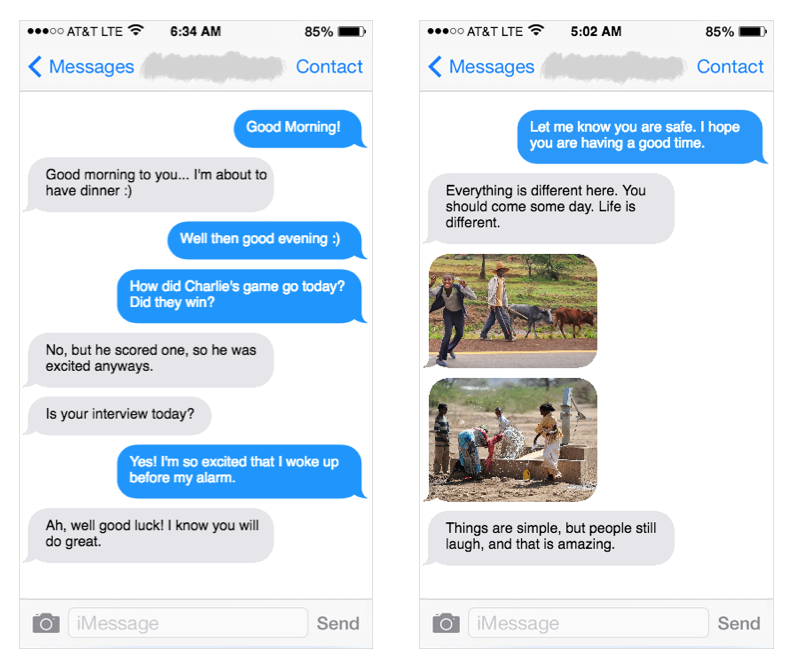 AT&T LTE 6:34 AM 85%
Messages Contact
Good Morning!
Good morning to you... I'm about to
have dinner :)
Well then good evening :)
How did Charlie's game go today?
Did they win?
No, but he scored one, so he was
excited anyways.
Is your interview today?
Yes! I'm so excited that I woke up
before my alarm.
Ah, well good luck! I know you will
do great.
iMessage Send
AT&T LTE 5:02 AM 85%
Messages Contact
Let me know you are safe. I hope
you are having a good time.
Everything is different here. You
should come some day. Life is
different.
Things are simple, but people still
laugh, and that is amazing.
iMessage Send